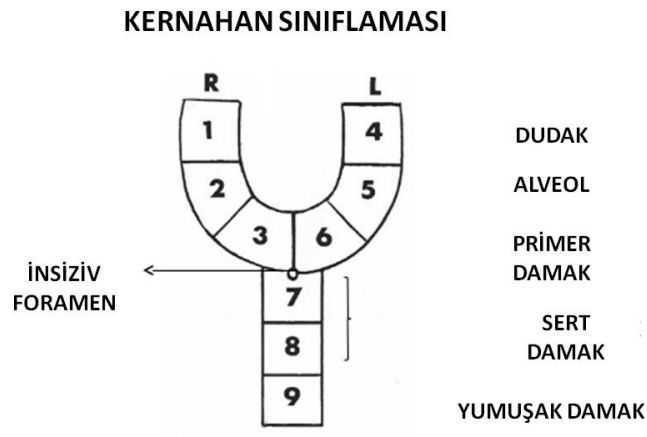 KERNAHAN SINIFLAMASI
R L
1 4 DUDAK
2 5 ALVEOL
3 6 PRİMER
DAMAK
İNSİZİV
FORAMEN
7
SERT
DAMAK
8
9 YUMUŞAK DAMAK